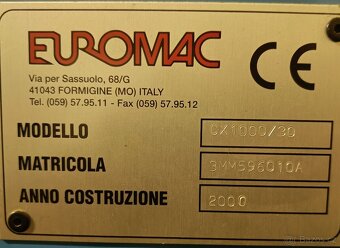 EUROMAC
CE
Via per Sassuolo, 68/G
41043 FORMIGINE (MO) ITALY
Tel. (059) 57.95.11 - Fax (059) 57.95.12
MODELLO CX1000/30
MATRICOLA
ANNO COSTRUZIONE 2000